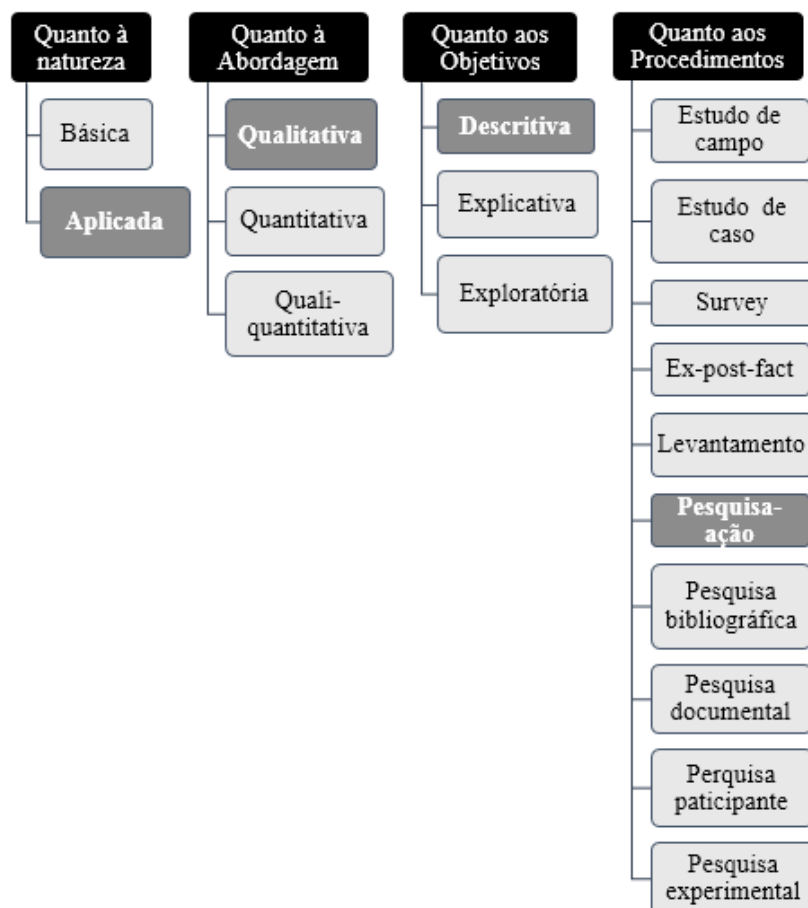 Quanto à
natureza
Básica
Aplicada
Quanto à
Abordagem
Qualitativa
Quantitativa
Quali-
quantitativa
Quanto aos
Objetivos
Descritiva
Explicativa
Exploratória
Quanto aos
Procedimentos
Estudo de
campo
Estudo de
caso
Survey
Ex-post-fact
Levantamento
Pesquisa-
ação
Pesquisa
bibliográfica
Pesquisa
documental
Perquisa
paticipante
Pesquisa
experimental